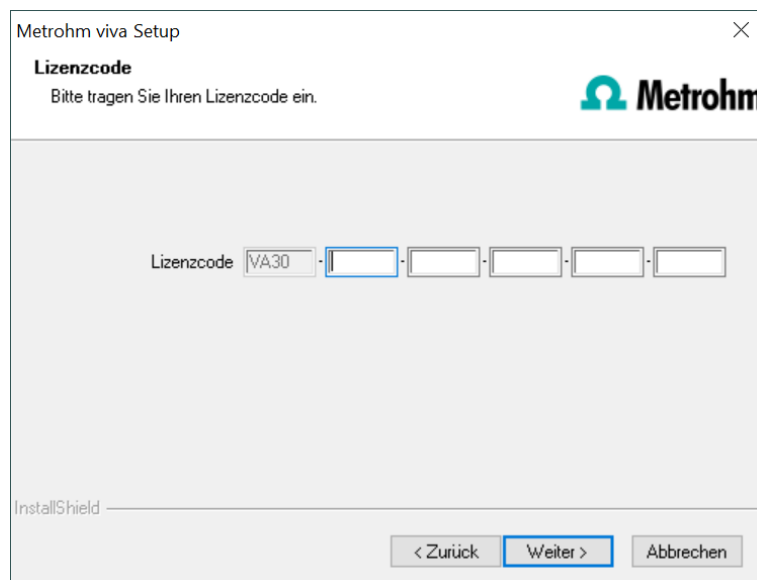 Metrohm viva Setup
Lizenzcode
Bitte tragen Sie Ihren Lizenzcode ein.
Metrohm
Lizenzcode VA30 - - - - -
InstallShield
< Zurück Weiter > Abbrechen